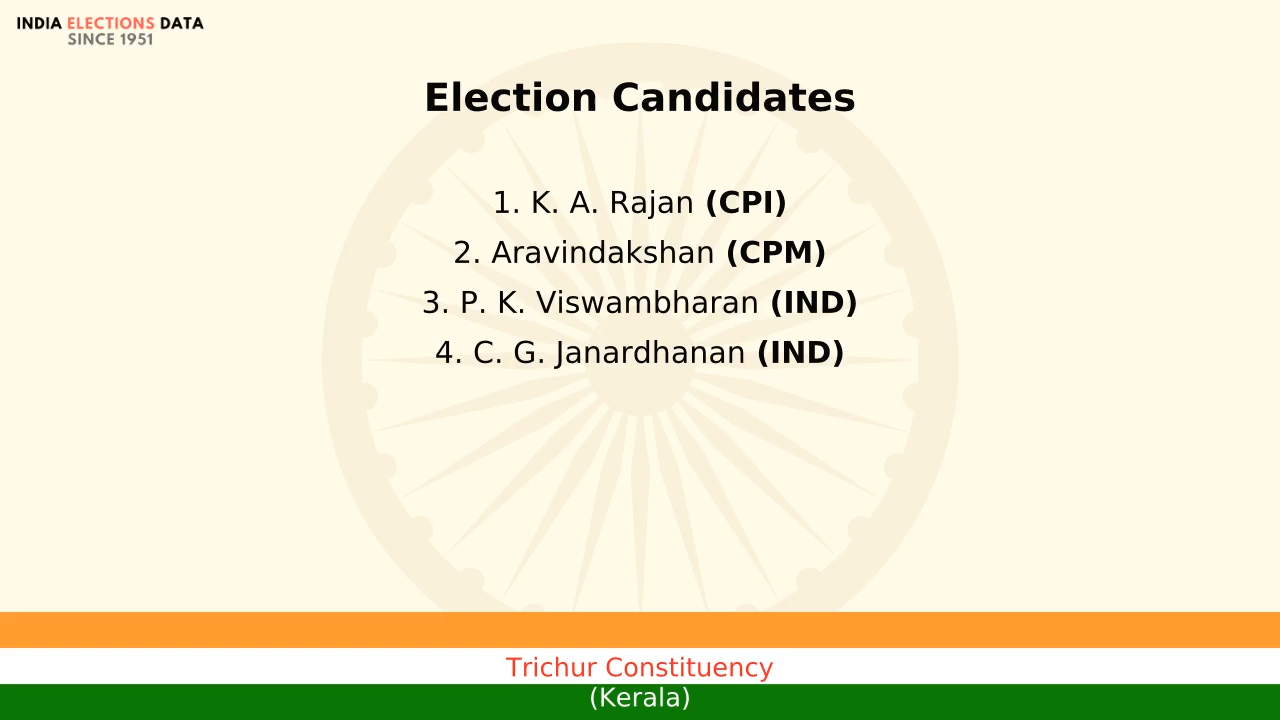 INDIA ELECTIONS DATA
SINCE 1951
Election Candidates
1. K. A. Rajan (CPI)
2. Aravindakshan (CPM)
3. P. K. Viswambharan (IND)
4. C. G. Janardhanan (IND)
Trichur Constituency
(Kerala)